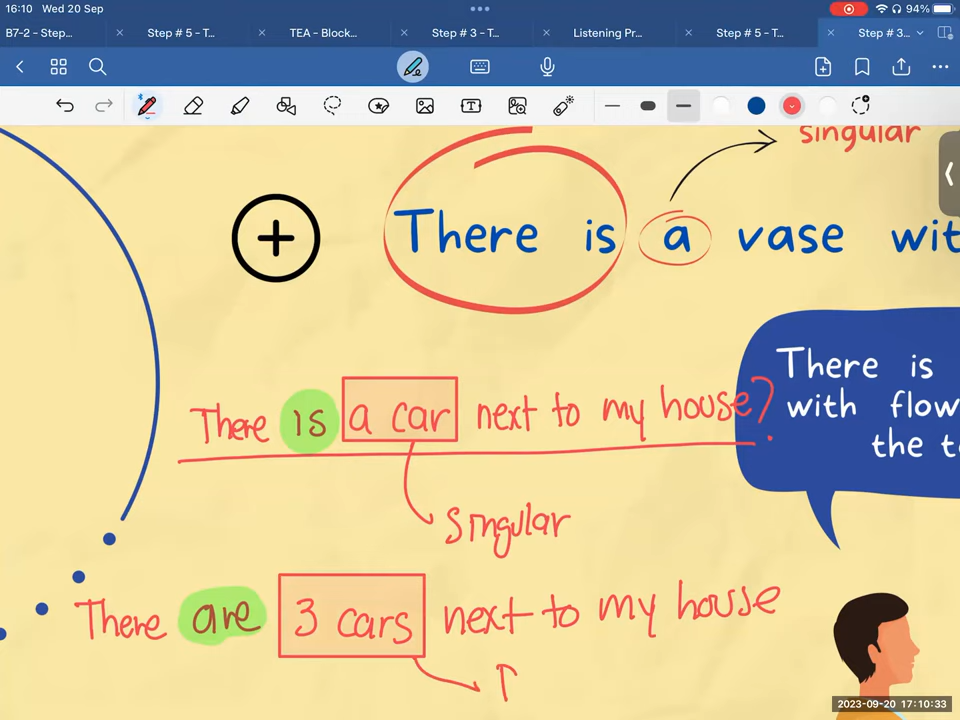 16:10 Wed 20 Sep
94%
B7-2 - Step...
Step # 5 - T...
TEA - Block...
Step # 3 - T...
Listening Pr...
Step # 5 - T...
Step # 3...
singular
There is a vase wit
There is
with flow
the t
There is a car next to my house?
singular
There are 3 cars next to my house
2023-09-20 17:10:33